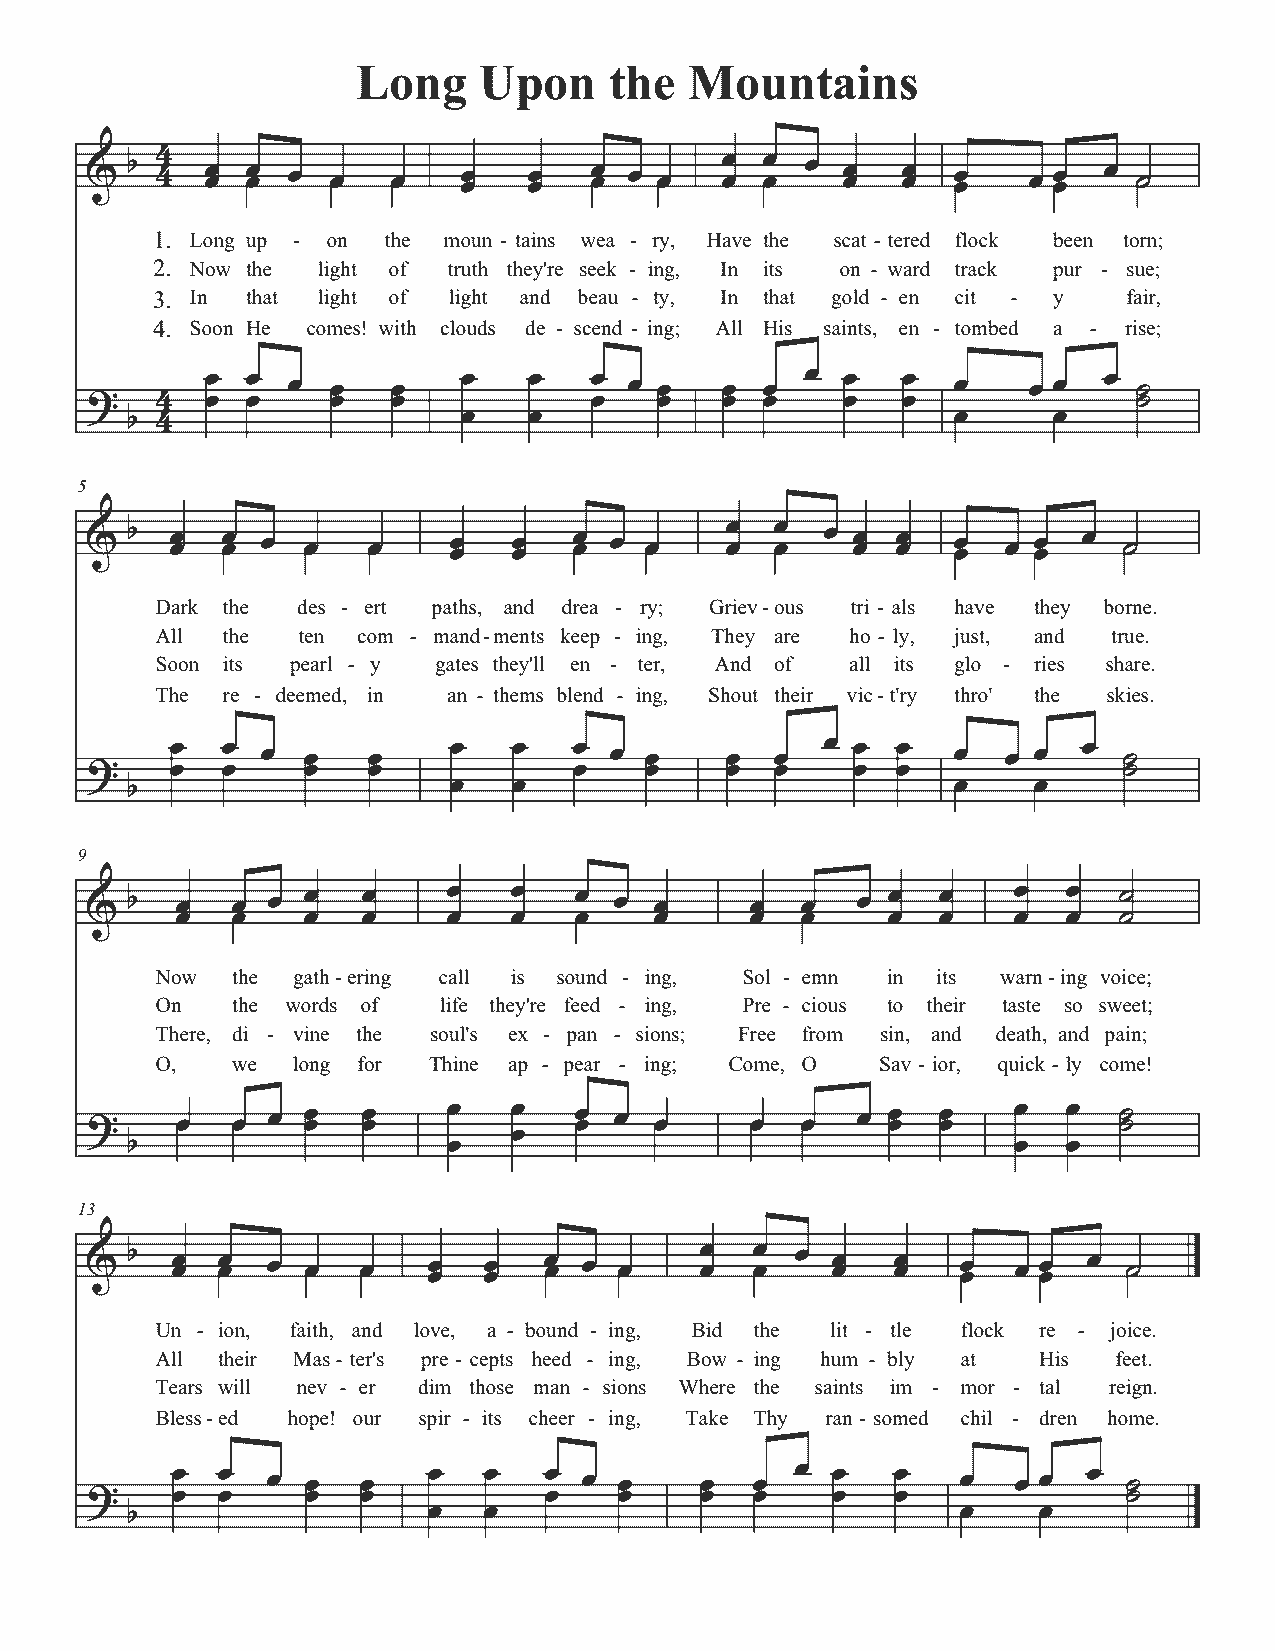 Long Upon the Mountains
1. Long up - on the moun - tains wea - ry, Have the scat - tered flock been torn;
2. Now the light of truth they're seek - ing, In its on - ward track pur - sue;
3. In that light of light and beau - ty, In that gold - en cit - y fair,
4. Soon He comes! with clouds de - scend - ing; All His saints, en - tombed a - rise;
5
Dark the des - ert paths, and drea - ry; Griev - ous tri - als have they borne.
All the ten com - mand - ments keep - ing, They are ho - ly, just, and true.
Soon its pearl - y gates they'll en - ter, And of all its glo - ries share.
The re - deemed, in an - thems blend - ing, Shout their vic - t'ry thro' the skies.
9
Now the gath - ering call is sound - ing, Sol - emn in its warn - ing voice;
On the words of life they're feed - ing, Pre - cious to their taste so sweet;
There, di - vine the soul's ex - pan - sions; Free from sin, and death, and pain;
O, we long for Thine ap - pear - ing; Come, O Sav - ior, quick - ly come!
13
Un - ion, faith, and love, a - bound - ing, Bid the lit - tle flock re - joice.
All their Mas - ter's pre - cepts heed - ing, Bow - ing hum - bly at His feet.
Tears will nev - er dim those man - sions Where the saints im - mor - tal reign.
Bless - ed hope! our spir - its cheer - ing, Take Thy ran - somed chil - dren home.